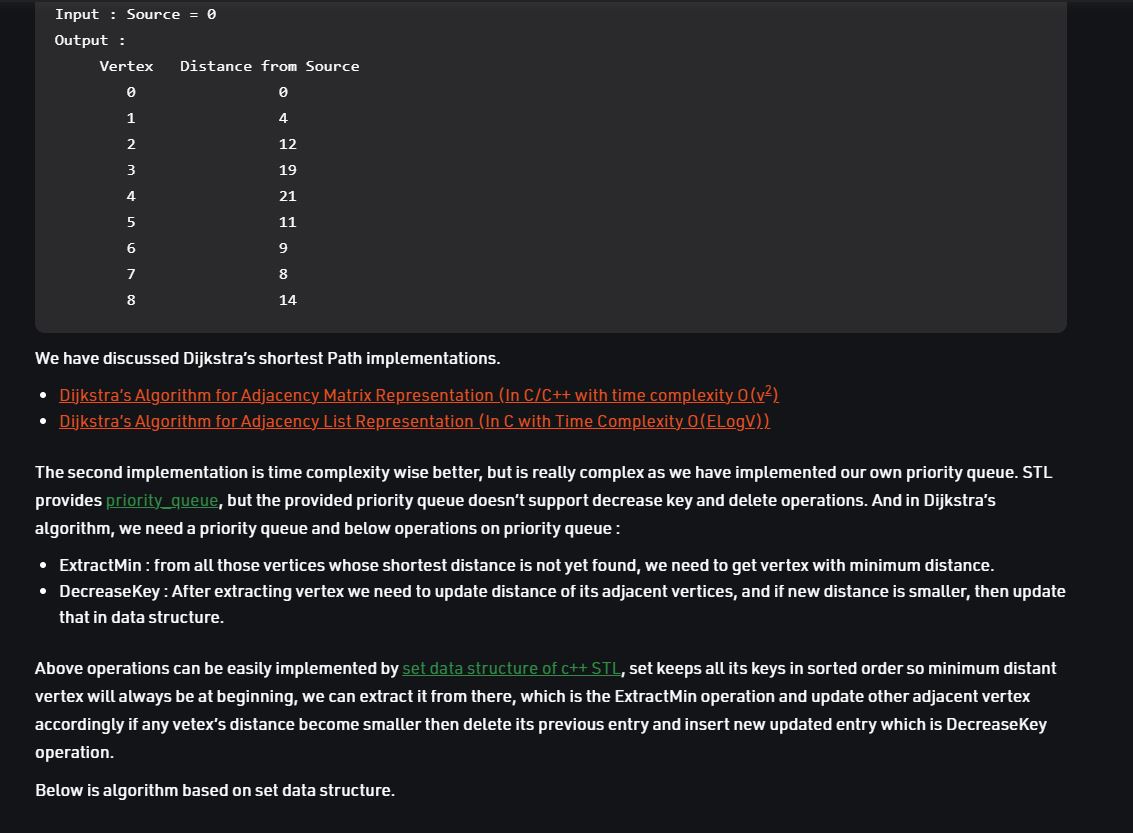 Input : Source = 0
Output :
Vertex Distance from Source
0 0
1 4
2 12
3 19
4 21
5 11
6 9
7 8
8 14
We have discussed Dijkstra’s shortest Path implementations.
• Dijkstra’s Algorithm for Adjacency Matrix Representation (In C/C++ with time complexity O(v²)
• Dijkstra’s Algorithm for Adjacency List Representation (In C with Time Complexity O(ELogV))
The second implementation is time complexity wise better, but is really complex as we have implemented our own priority queue. STL
provides priority_queue, but the provided priority queue doesn’t support decrease key and delete operations. And in Dijkstra’s
algorithm, we need a priority queue and below operations on priority queue :
• ExtractMin : from all those vertices whose shortest distance is not yet found, we need to get vertex with minimum distance.
• DecreaseKey : After extracting vertex we need to update distance of its adjacent vertices, and if new distance is smaller, then update
that in data structure.
Above operations can be easily implemented by set data structure of c++ STL, set keeps all its keys in sorted order so minimum distant
vertex will always be at beginning, we can extract it from there, which is the ExtractMin operation and update other adjacent vertex
accordingly if any vetex’s distance become smaller then delete its previous entry and insert new updated entry which is DecreaseKey
operation.
Below is algorithm based on set data structure.